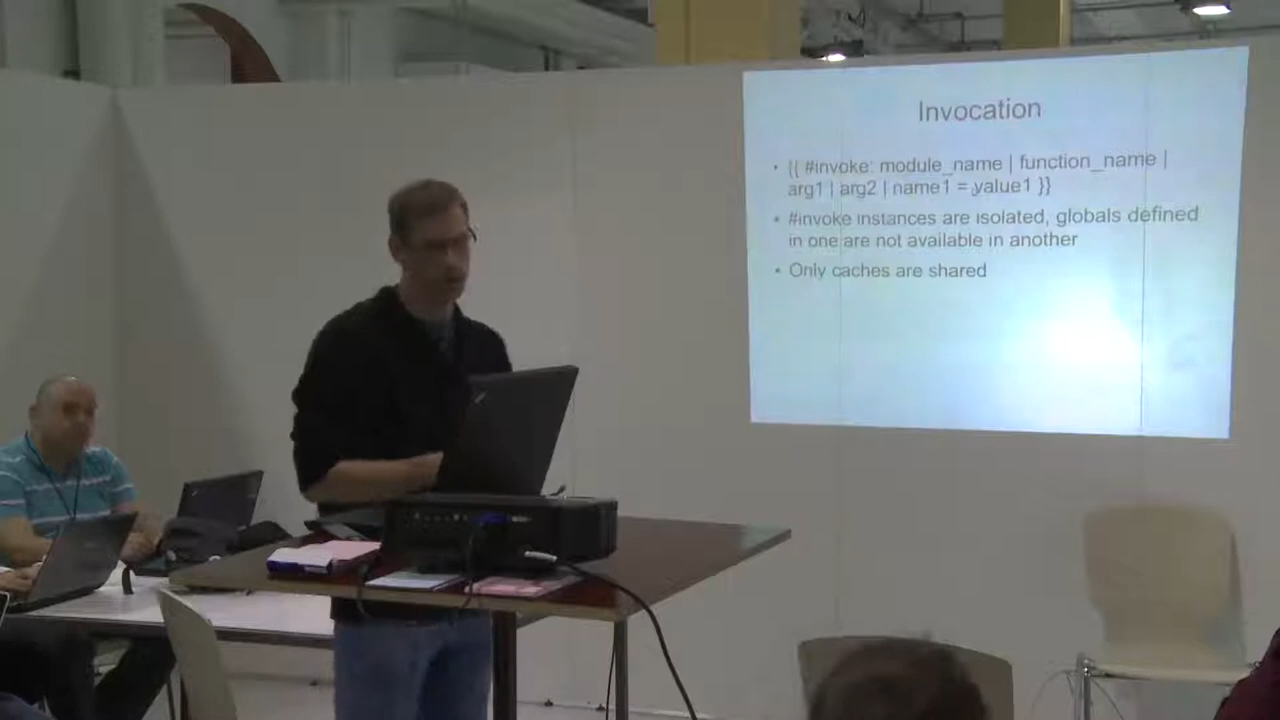 Invocation
• {{ #invoke: module_name | function_name |
arg1 | arg2 | name1 = value1 }}
• #invoke instances are isolated, globals defined
in one are not available in another
• Only caches are shared